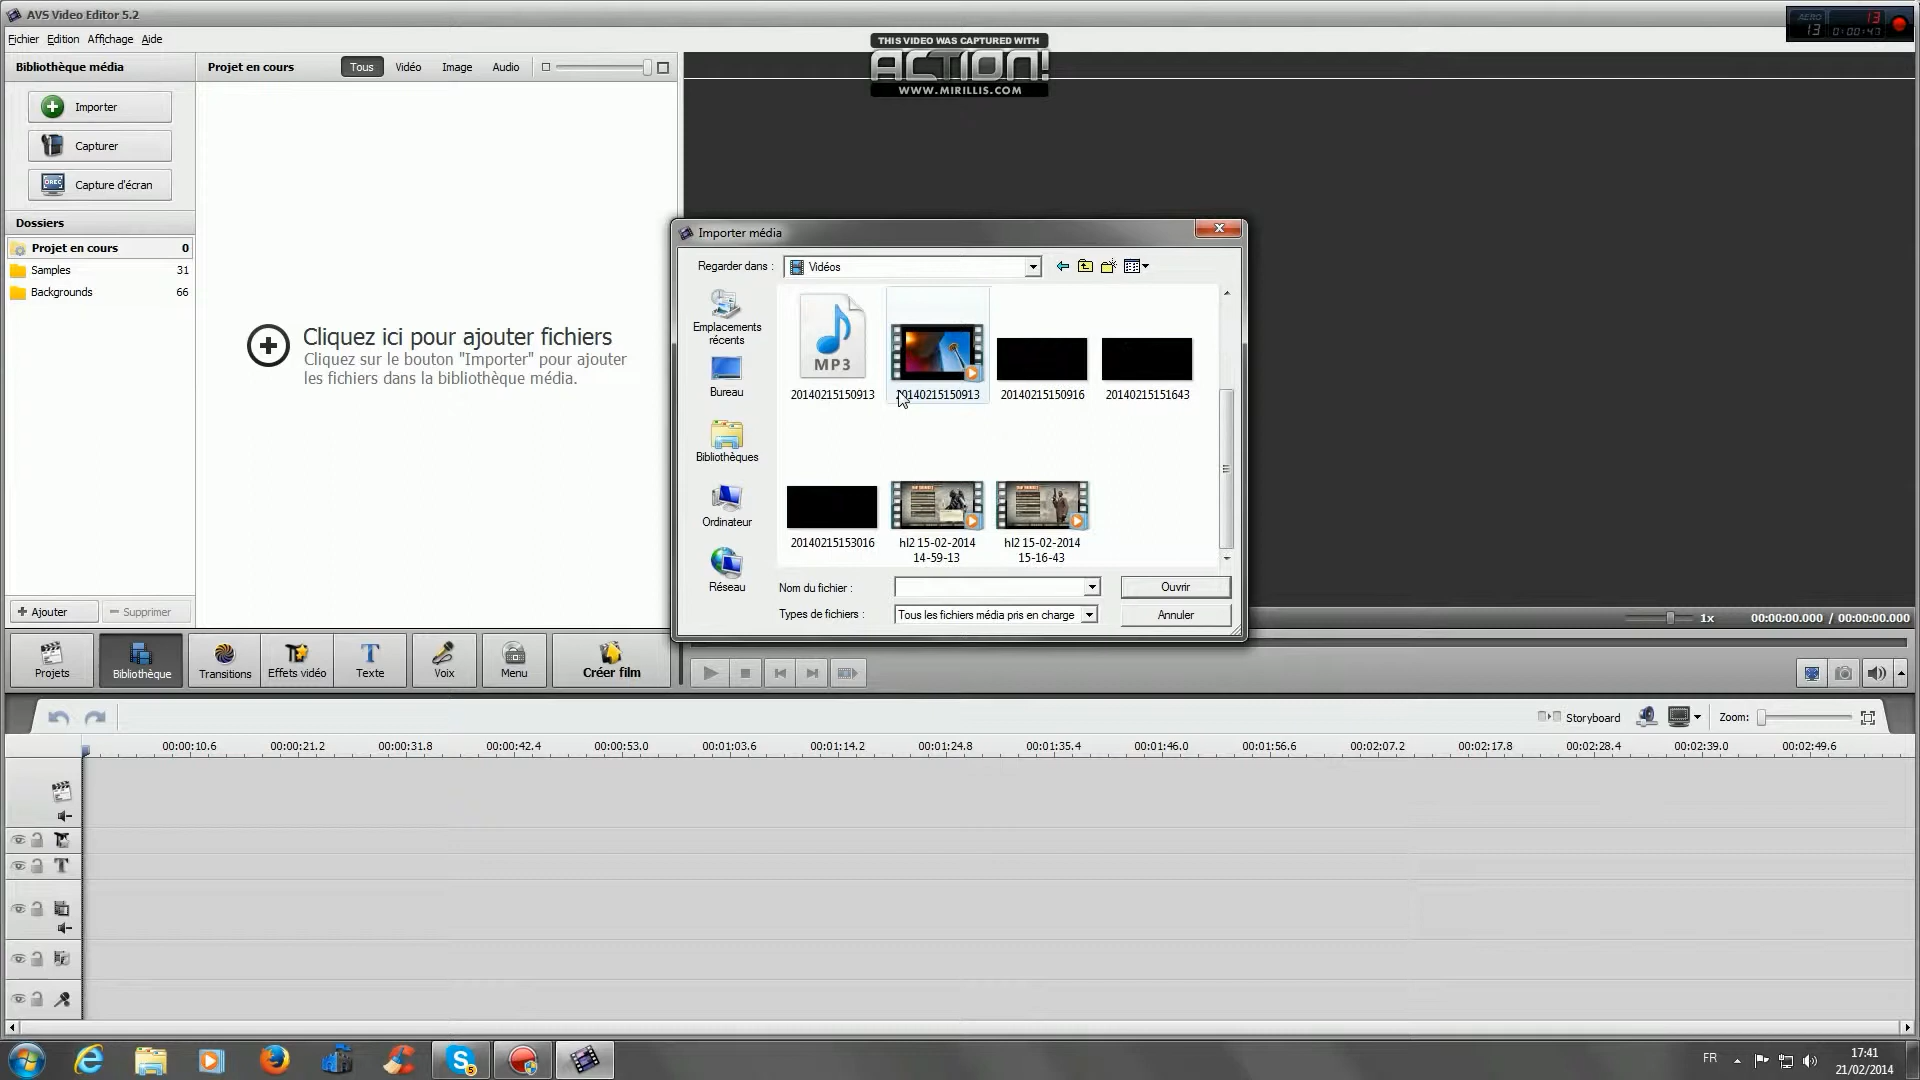 AVS Video Editor 5.2
Fichier Edition Affichage Aide
AERO 13 13 0:00:47
THIS VIDEO WAS CAPTURED WITH
ACTION!
WWW.MIRILLIS.COM
Bibliothèque média
Projet en cours Tous Vidéo Image Audio
Importer
Capturer
Capture d'écran
Dossiers
Projet en cours 0
Samples 31
Backgrounds 66
Cliquez ici pour ajouter fichiers
Cliquez sur le bouton "Importer" pour ajouter
les fichiers dans la bibliothèque média.
Importer média
Regarder dans : Vidéos
Emplacements
récents
Bureau
Bibliothèques
Ordinateur
Réseau
MP3
20140215150913 20140215150913 20140215150916 20140215151643
20140215153016 hl2 15-02-2014 hl2 15-02-2014
14-59-13 15-16-43
Nom du fichier : Ouvrir
Types de fichiers : Tous les fichiers média pris en charge Annuler
Ajouter Supprimer
1x 00:00:00.000 / 00:00:00.000
Projets Bibliothèque Transitions Effets vidéo Texte Voix Menu Créer film
Storyboard Zoom:
00:00:10.6 00:00:21.2 00:00:31.8 00:00:42.4 00:00:53.0 00:01:03.6 00:01:14.2 00:01:24.8 00:01:35.4 00:01:46.0 00:01:56.6 00:02:07.2 00:02:17.8 00:02:28.4 00:02:39.0 00:02:49.6
T
FR 17:41
21/02/2014